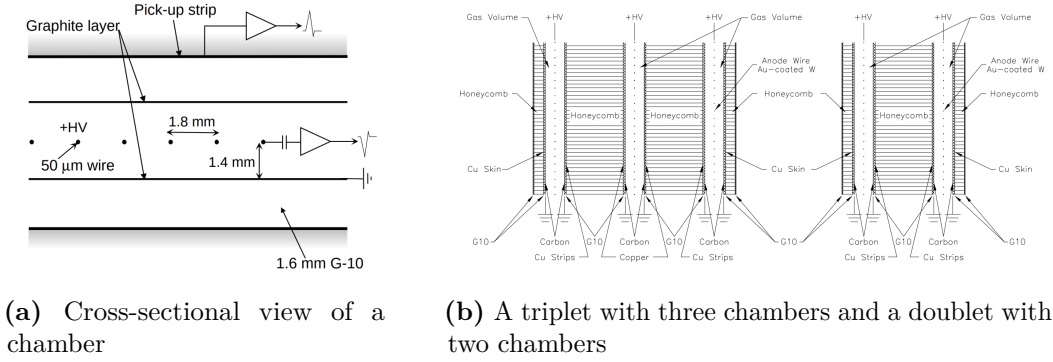 Pick-up strip
Graphite layer
+HV
1.8 mm
50 μm wire
1.4 mm
1.6 mm G-10
Gas Volume
+HV
+HV
+HV
Gas Volume
+HV
+HV
Anode Wire
Au-coated W
Anode Wire
Au-coated W
Honeycomb
Honeycomb
Honeycomb
Honeycomb
Honeycomb
Honeycomb
Cu Skin
Cu Skin
Cu Skin
G10
Carbon
G10
Carbon
G10
Carbon
G10
Carbon
G10
Carbon
G10
Cu Strips
Copper
Cu Strips
Cu Strips
Cu Strips
(a) Cross-sectional view of a
chamber
(b) A triplet with three chambers and a doublet with
two chambers